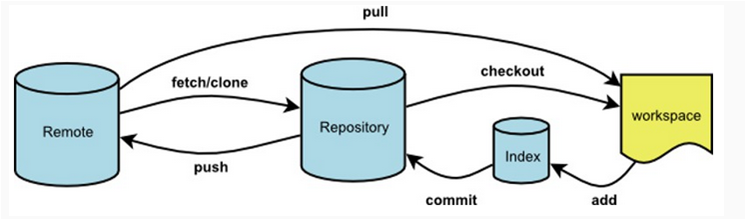 pull
fetch/clone
checkout
Remote
Repository
workspace
Index
push
commit
add